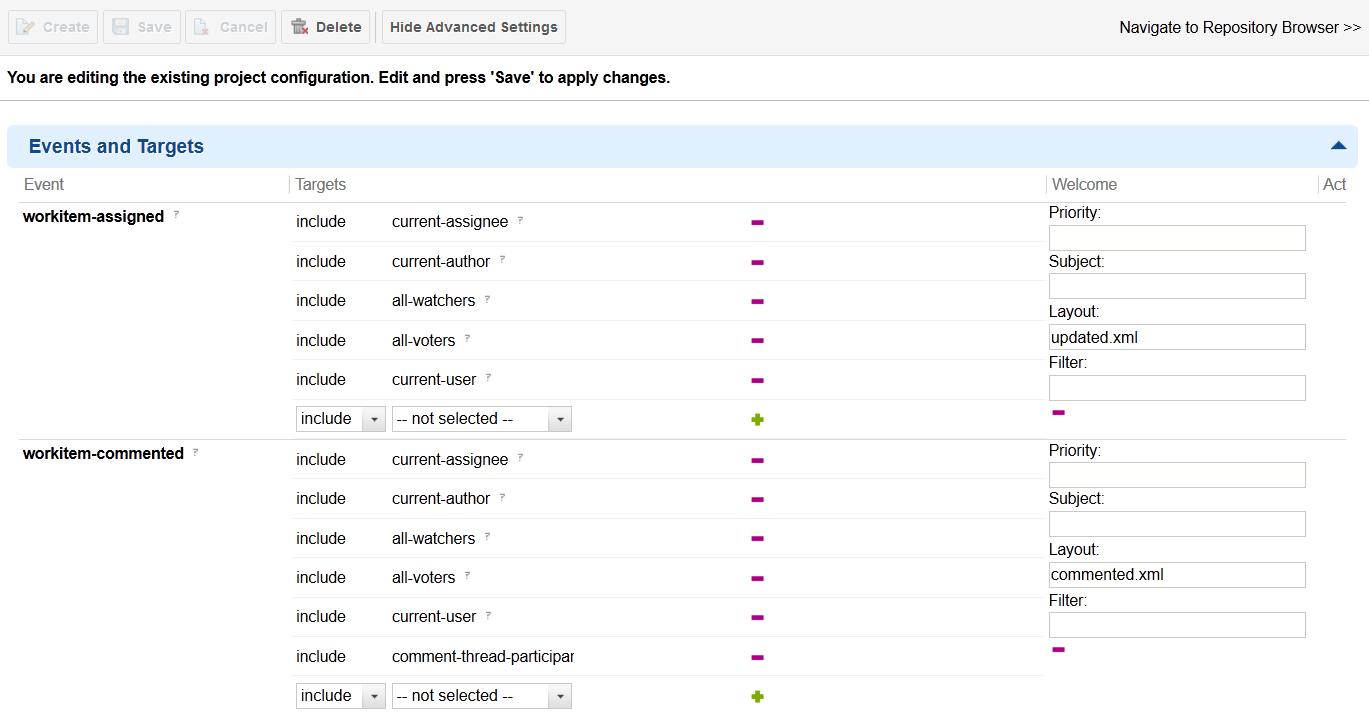 Create Save Cancel Delete Hide Advanced Settings Navigate to Repository Browser >>
You are editing the existing project configuration. Edit and press 'Save' to apply changes.
Events and Targets
Event Targets Welcome Act
workitem-assigned ? include current-assignee ? Priority:
include current-author ? Subject:
include all-watchers ? Layout:
include all-voters ? updated.xml
Filter:
include current-user ?
include -- not selected --
workitem-commented ? include current-assignee ? Priority:
include current-author ? Subject:
include all-watchers ? Layout:
include all-voters ? commented.xml
Filter:
include current-user ?
include comment-thread-participar
include -- not selected --